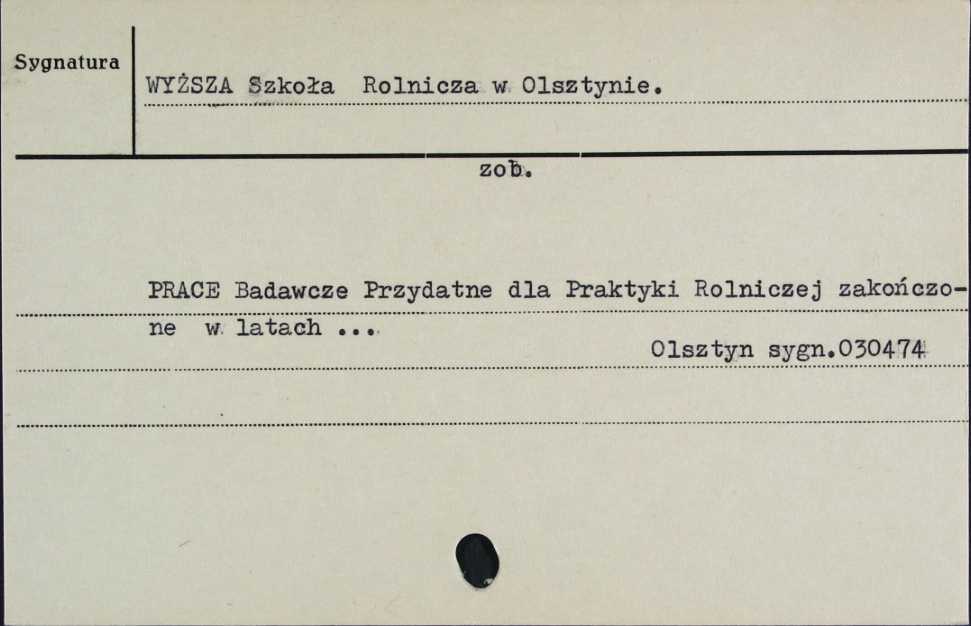 Sygnatura
WYŻSZA Szkoła Rolnicza w Olsztynie.
zob.
PRACE Badawcze Przydatne dla Praktyki Rolniczej zakończo-
ne w latach ...
Olsztyn sygn.030474